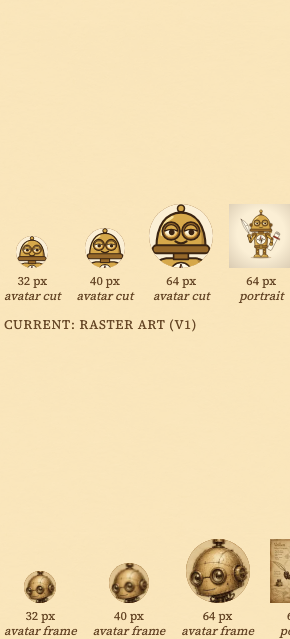 32 px 40 px 64 px 64 px
avatar cut avatar cut avatar cut portrait
CURRENT: RASTER ART (V1)
32 px 40 px 64 px
avatar frame avatar frame avatar frame